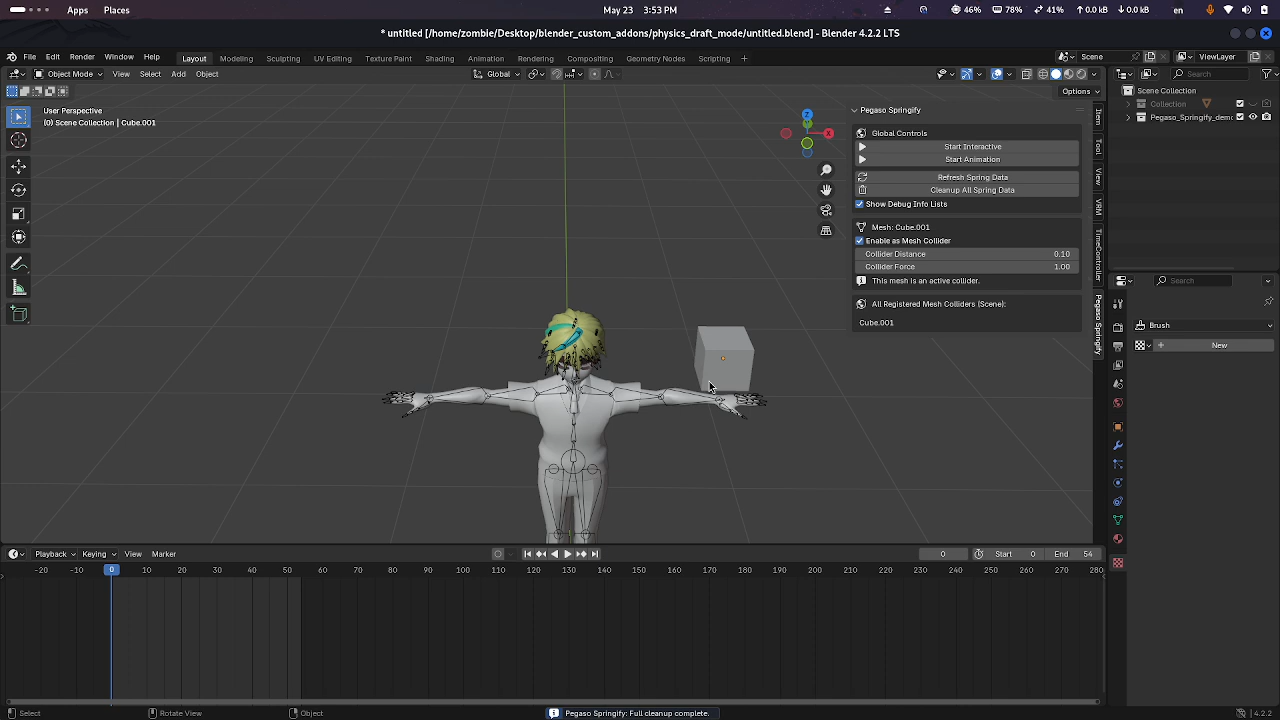 Apps Places May 23 3:53 PM 46% 78% 41% 0.0 kB 0.0 kB en
* untitled [/home/zombie/Desktop/blender_custom_addons/physics_draft_mode/untitled.blend] - Blender 4.2.2 LTS
File Edit Render Window Help Layout Modeling Sculpting UV Editing Texture Paint Shading Animation Rendering Compositing Geometry Nodes Scripting + Scene ViewLayer
Object Mode View Select Add Object Global Search
Options
User Perspective
(0) Scene Collection | Cube.001
Z
X
Pegaso Springify
Global Controls
Start Interactive
Start Animation
Refresh Spring Data
Cleanup All Spring Data
Show Debug Info Lists
Mesh: Cube.001
Enable as Mesh Collider
Collider Distance 0.10
Collider Force 1.00
This mesh is an active collider.
All Registered Mesh Colliders (Scene):
Cube.001
Item
Tool
View
VRM
TimeController
Pegaso Springify
Scene Collection
Collection
Pegaso_Springify_demo
Search
Brush
New
Playback Keying View Marker 0 Start 0 End 54
-20 -10 0 10 20 30 40 50 60 70 80 90 100 110 120 130 140 150 160 170 180 190 200 210 220 230 240 250 260 270 280
Select Rotate View Object Pegaso Springify: Full cleanup complete. 4.2.2